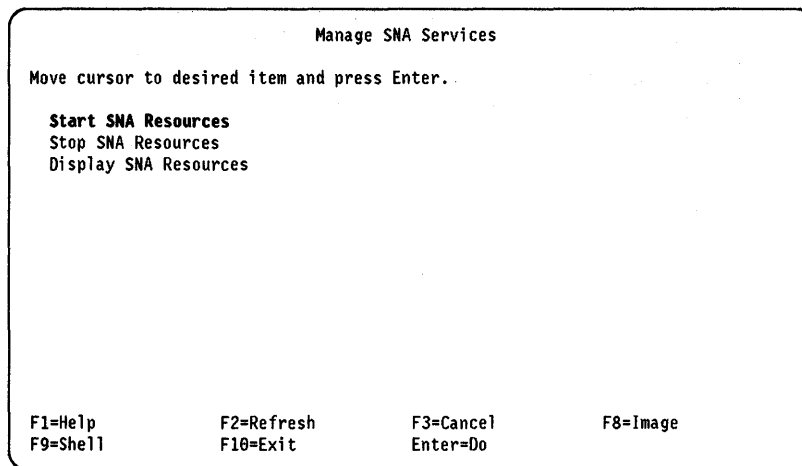 Manage SNA Services
Move cursor to desired item and press Enter.
Start SNA Resources
Stop SNA Resources
Display SNA Resources
F1=Help F2=Refresh F3=Cancel F8=Image
F9=Shell F10=Exit Enter=Do